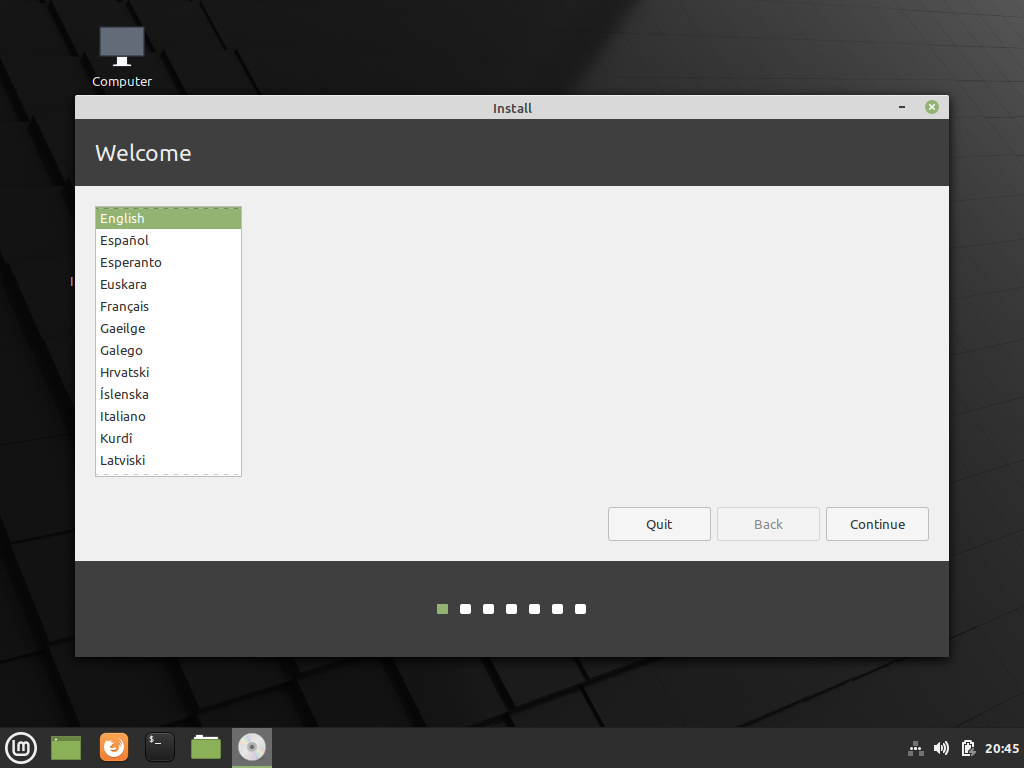 Computer
Install
Welcome
English
Español
Esperanto
Euskara
Français
Gaeilge
Galego
Hrvatski
Íslenska
Italiano
Kurdî
Latviski
Quit
Back
Continue
$_
20:45